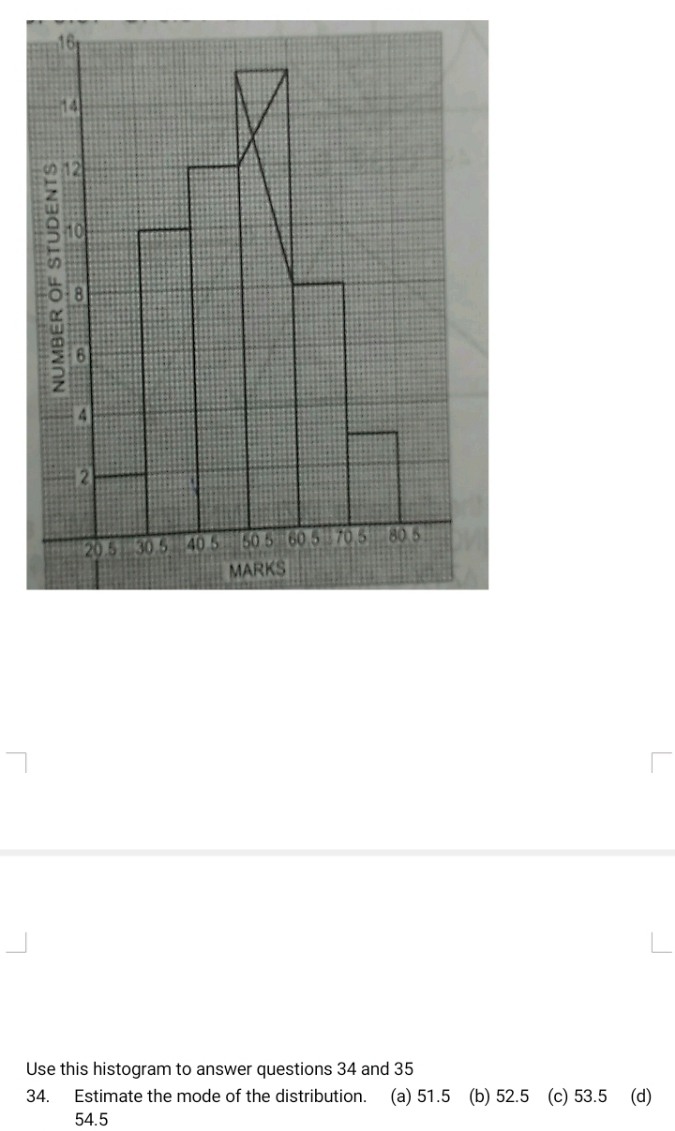 16
14
NUMBER OF STUDENTS
12
10
8
6
4
2
20.5 30.5 40.5 50.5 60.5 70.5 80.5
MARKS
Use this histogram to answer questions 34 and 35
34. Estimate the mode of the distribution. (a) 51.5 (b) 52.5 (c) 53.5 (d)
54.5